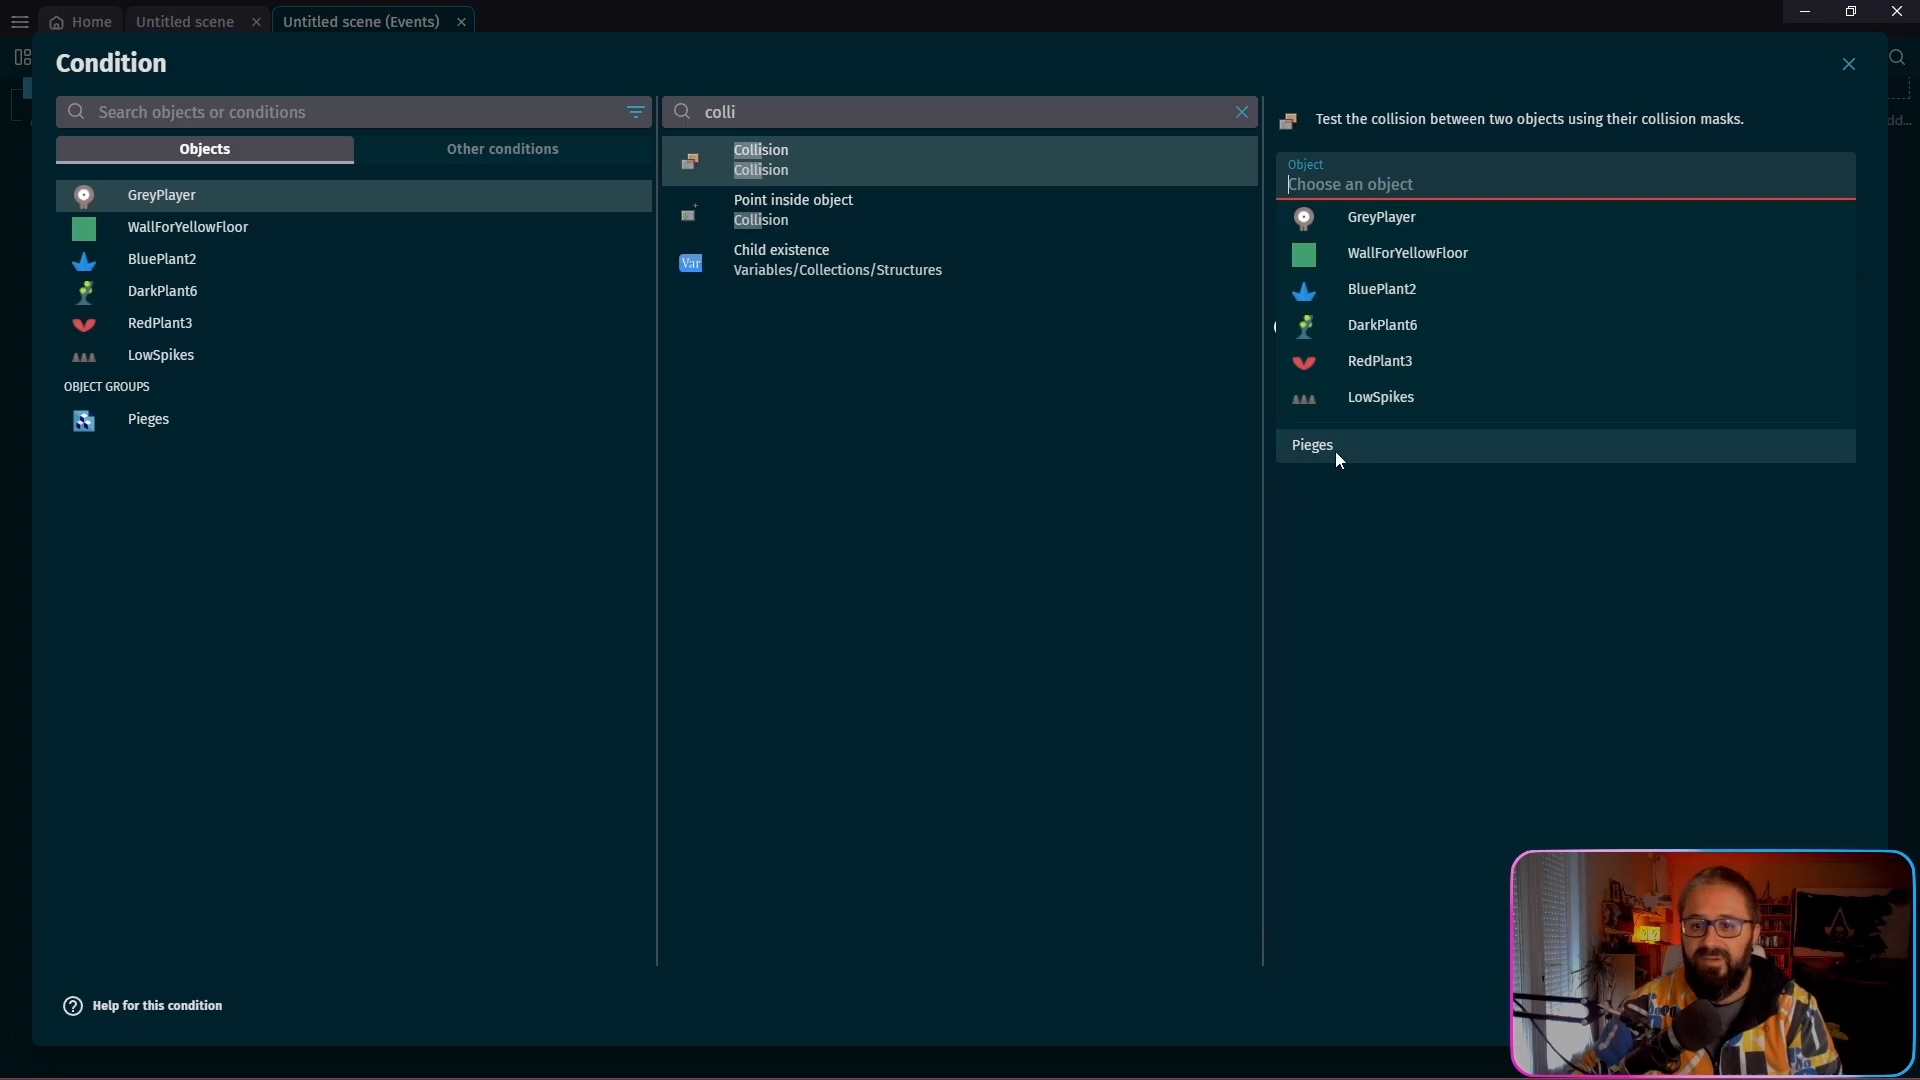 Home
Untitled scene
Untitled scene (Events)
Condition
Search objects or conditions
Objects
Other conditions
GreyPlayer
WallForYellowFloor
BluePlant2
DarkPlant6
RedPlant3
LowSpikes
OBJECT GROUPS
Pieges
Help for this condition
colli
Collision
Collision
Point inside object
Collision
Child existence
Var
Variables/Collections/Structures
Test the collision between two objects using their collision masks.
Object
Choose an object
GreyPlayer
WallForYellowFloor
BluePlant2
DarkPlant6
RedPlant3
LowSpikes
Pieges